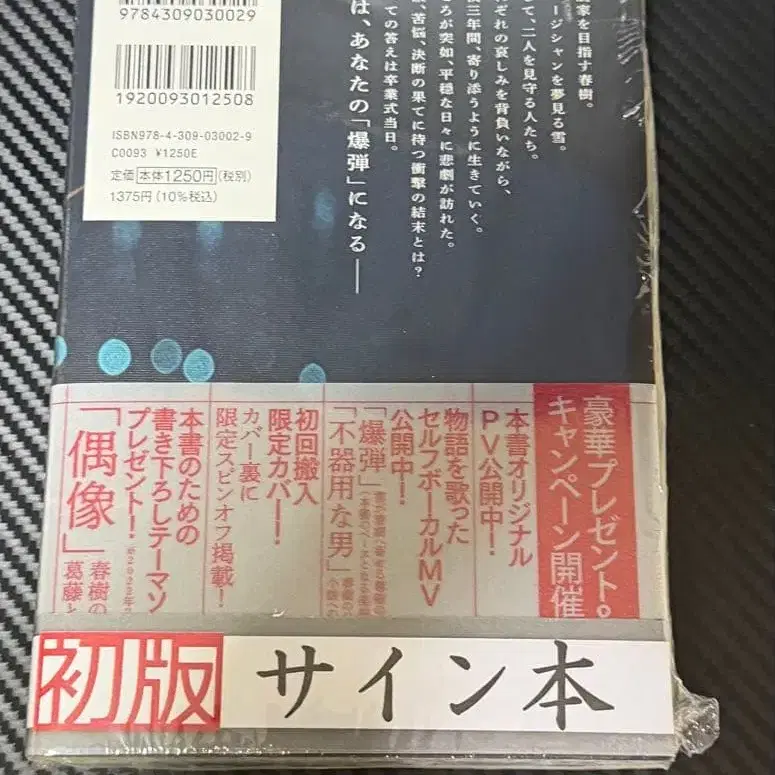 9784309030029
1920093012508
ISBN978-4-309-03002-9
C0093 ¥1250E
定価 本体1250円(税別)
1375円(10%税込)
家を目指す春樹。
ージシャンを夢見る雪。
て、二人を見守る人たち。
ぞれの哀しみを背負いながら、
三年間、寄り添うように生きていく。
ろが突如、平穏な日々に悲劇が訪れた。
、苦悩、決断の果てに待つ衝撃の結末とは?
ての答えは卒業式当日。
は、あなたの「爆弾」になる――
豪華プレゼント。
キャンペーン開催
本書オリジナル
PV公開中!
物語を歌った
セルフボーカルMV
公開中!
「爆弾」
「不器用な男」
初回搬入
限定カバー!
カバー裏に
限定スピンオフ掲載!
本書のための
書き下ろしテーマソ
プレゼント!
「偶像」
春樹の
葛藤と
初版 サイン本